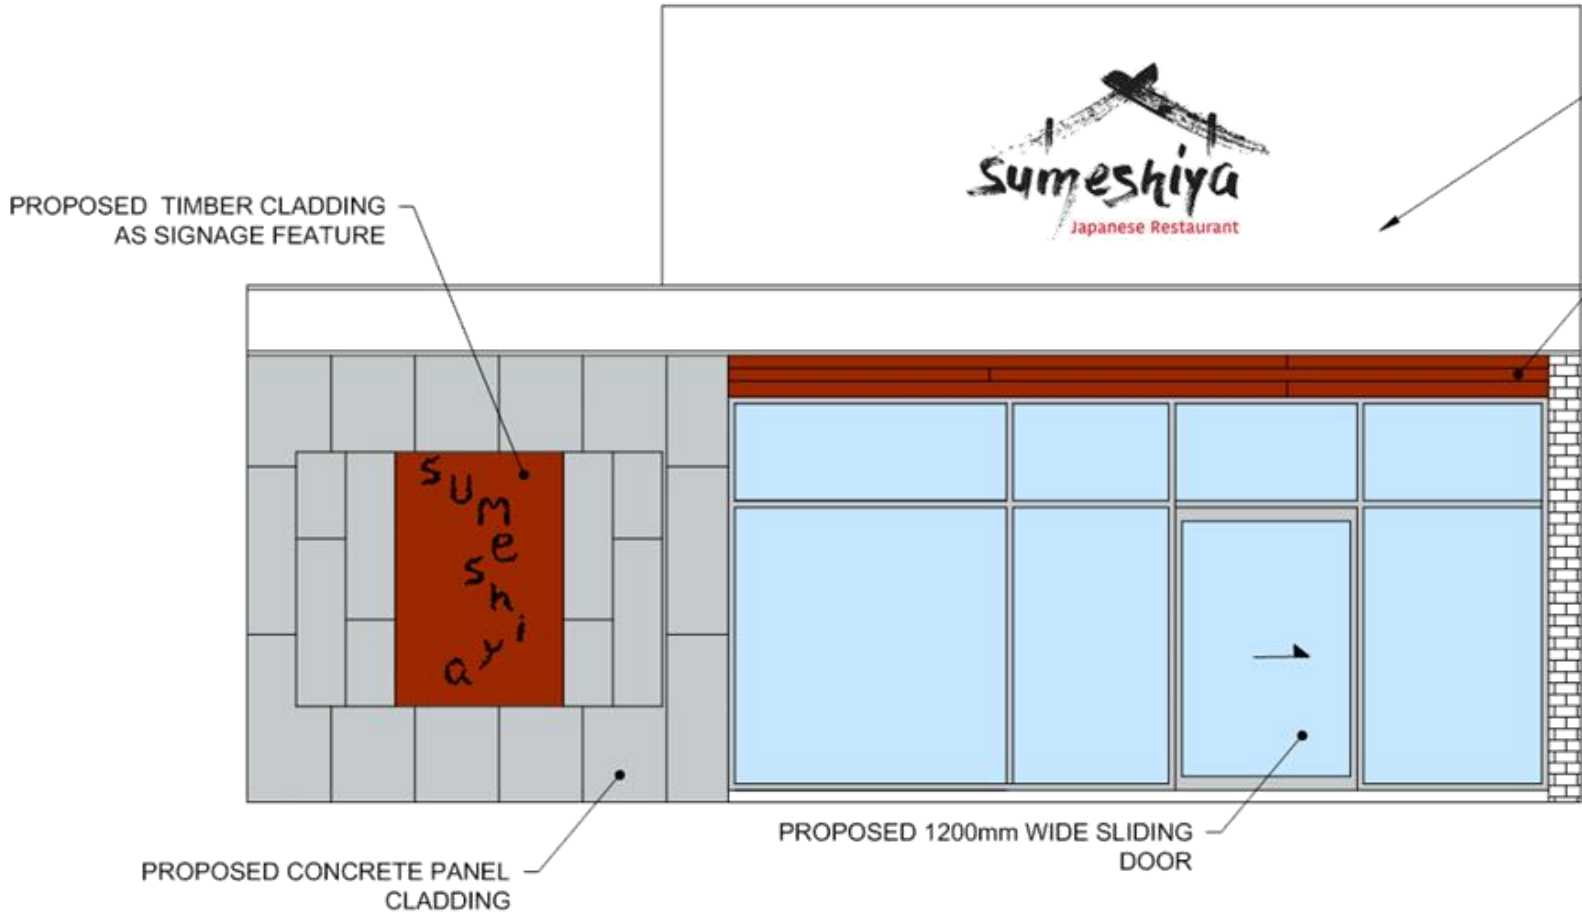 sumeshiya
Japanese Restaurant
PROPOSED TIMBER CLADDING
AS SIGNAGE FEATURE
s
u
m
e
s
h
i
y
a
PROPOSED 1200mm WIDE SLIDING
DOOR
PROPOSED CONCRETE PANEL
CLADDING